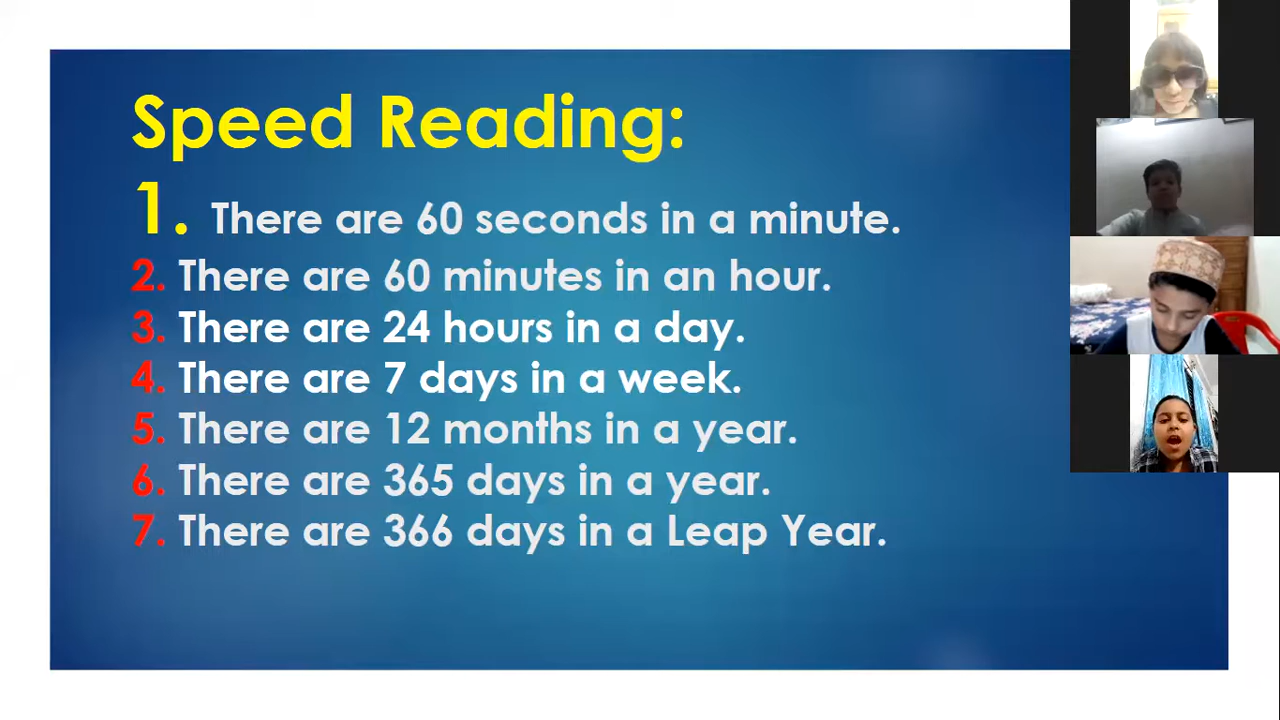 Speed Reading:
1. There are 60 seconds in a minute.
2. There are 60 minutes in an hour.
3. There are 24 hours in a day.
4. There are 7 days in a week.
5. There are 12 months in a year.
6. There are 365 days in a year.
7. There are 366 days in a Leap Year.